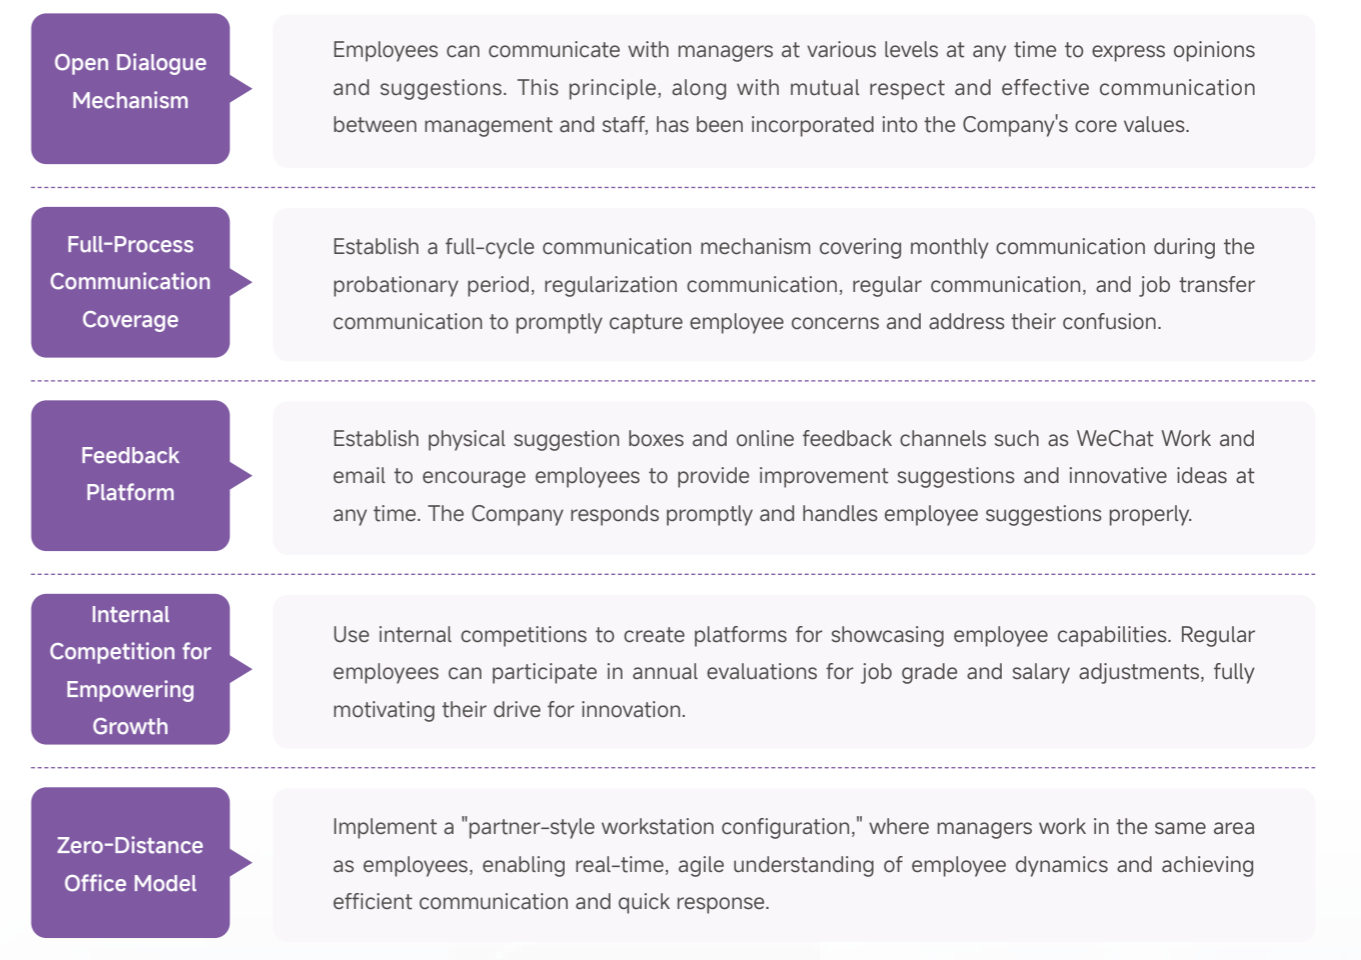 Open Dialogue
Mechanism
Employees can communicate with managers at various levels at any time to express opinions
and suggestions. This principle, along with mutual respect and effective communication
between management and staff, has been incorporated into the Company's core values.
Full-Process
Communication
Coverage
Establish a full-cycle communication mechanism covering monthly communication during the
probationary period, regularization communication, regular communication, and job transfer
communication to promptly capture employee concerns and address their confusion.
Feedback
Platform
Establish physical suggestion boxes and online feedback channels such as WeChat Work and
email to encourage employees to provide improvement suggestions and innovative ideas at
any time. The Company responds promptly and handles employee suggestions properly.
Internal
Competition for
Empowering
Growth
Use internal competitions to create platforms for showcasing employee capabilities. Regular
employees can participate in annual evaluations for job grade and salary adjustments, fully
motivating their drive for innovation.
Zero-Distance
Office Model
Implement a "partner-style workstation configuration," where managers work in the same area
as employees, enabling real-time, agile understanding of employee dynamics and achieving
efficient communication and quick response.